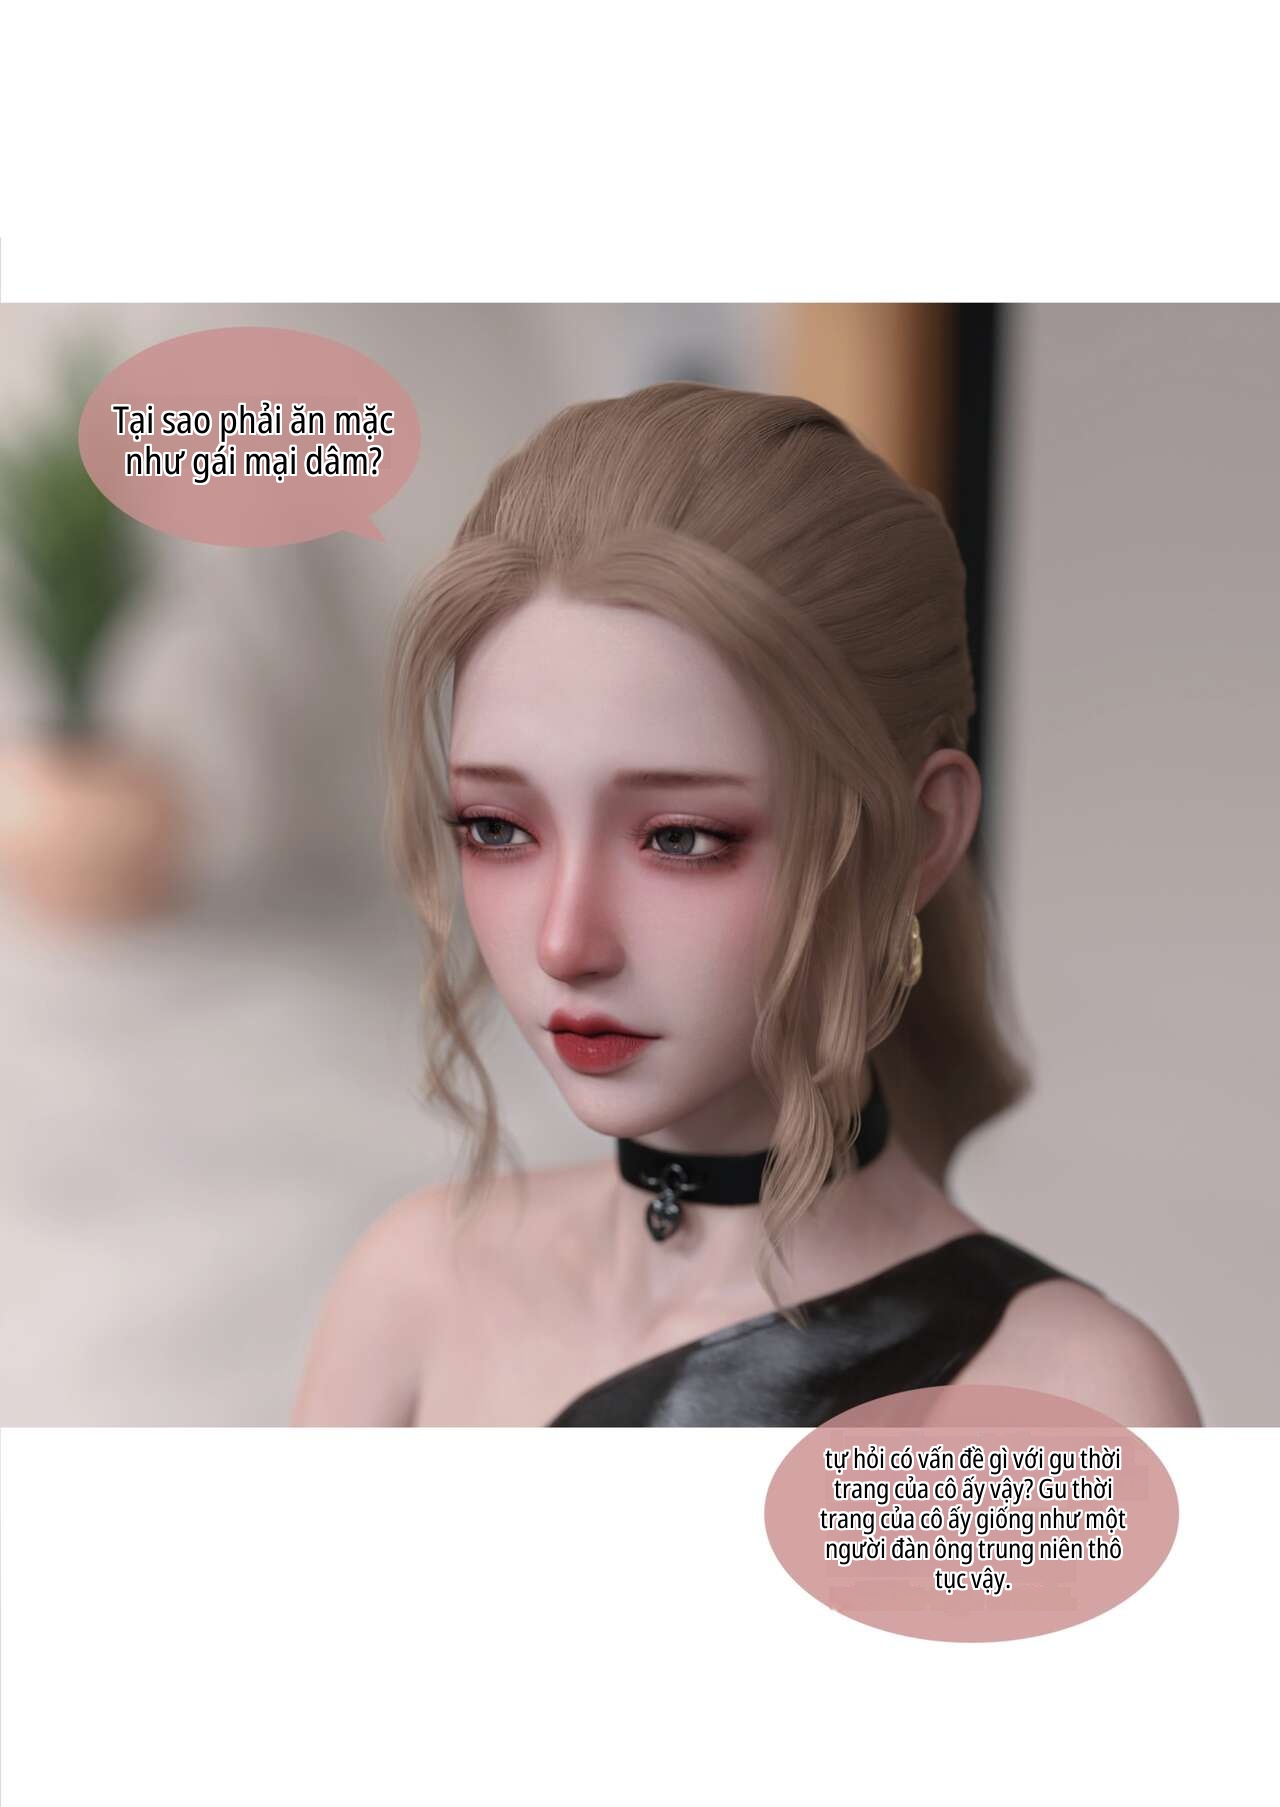 Tại sao phải ăn mặc
như gái mại dâm?
tự hỏi có vấn đề gì với gu thời
trang của cô ấy vậy? Gu thời
trang của cô ấy giống như một
người đàn ông trung niên thô
tục vậy.